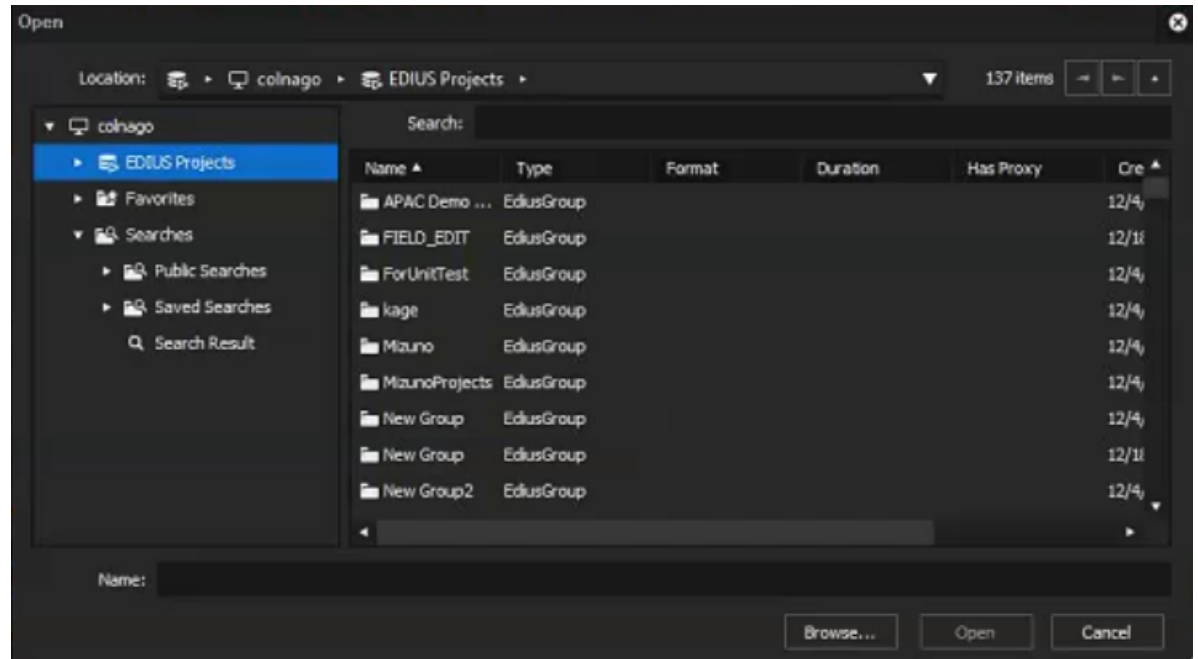 Open
Location: colnago EDIUS Projects 137 items
colnago
EDIUS Projects
Favorites
Searches
Public Searches
Saved Searches
Search Result
Search:
Name Type Format Duration Has Proxy Cre
APAC Demo ... EdiusGroup 12/4/
FIELD_EDIT EdiusGroup 12/18
ForUnitTest EdiusGroup 12/4/
kage EdiusGroup 12/4/
Mizuno EdiusGroup 12/4/
MizunoProjects EdiusGroup 12/4/
New Group EdiusGroup 12/4/
New Group EdiusGroup 12/18
New Group2 EdiusGroup 12/4/
Name:
Browse... Open Cancel